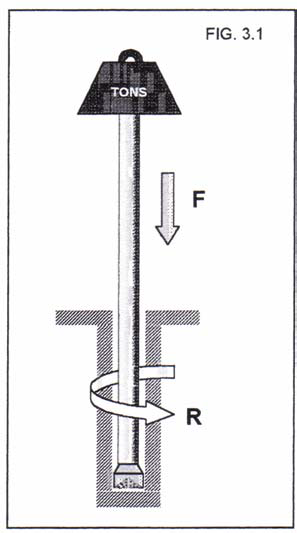 FIG. 3.1
TONS
F
R